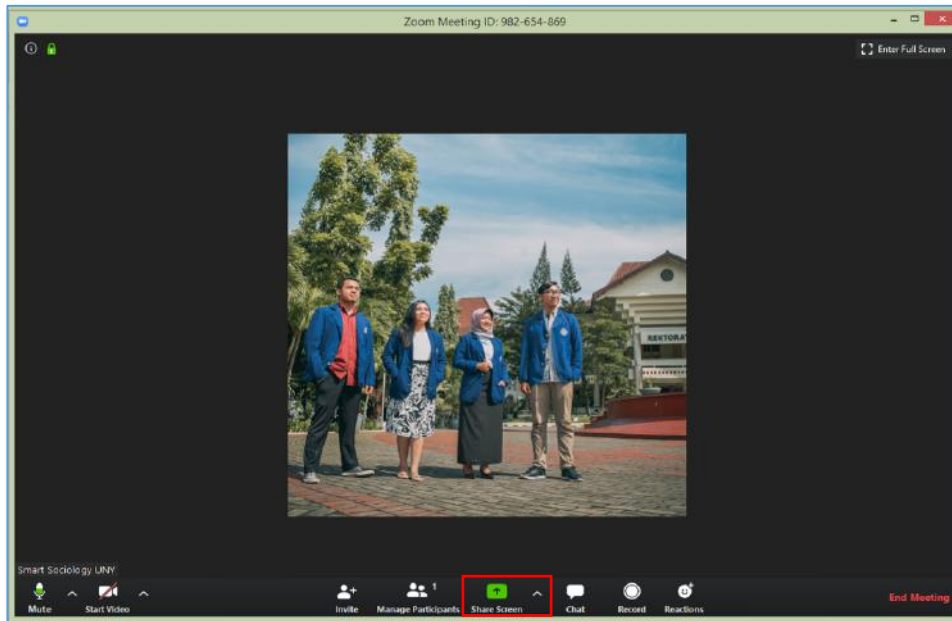 Zoom Meeting ID: 982-654-869
Enter Full Screen
REKTORAT
Smart Sociology UNY
Mute
Start Video
Invite
Manage Participants 1
Share Screen
Chat
Record
Reactions
End Meeting